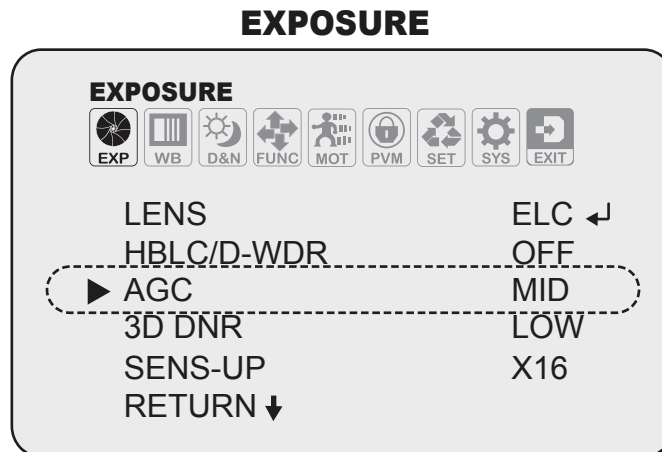 EXPOSURE
EXPOSURE
EXP WB D&N FUNC MOT PVM SET SYS EXIT
LENS ELC ↲
HBLC/D-WDR OFF
▶ AGC MID
3D DNR LOW
SENS-UP X16
RETURN ↓